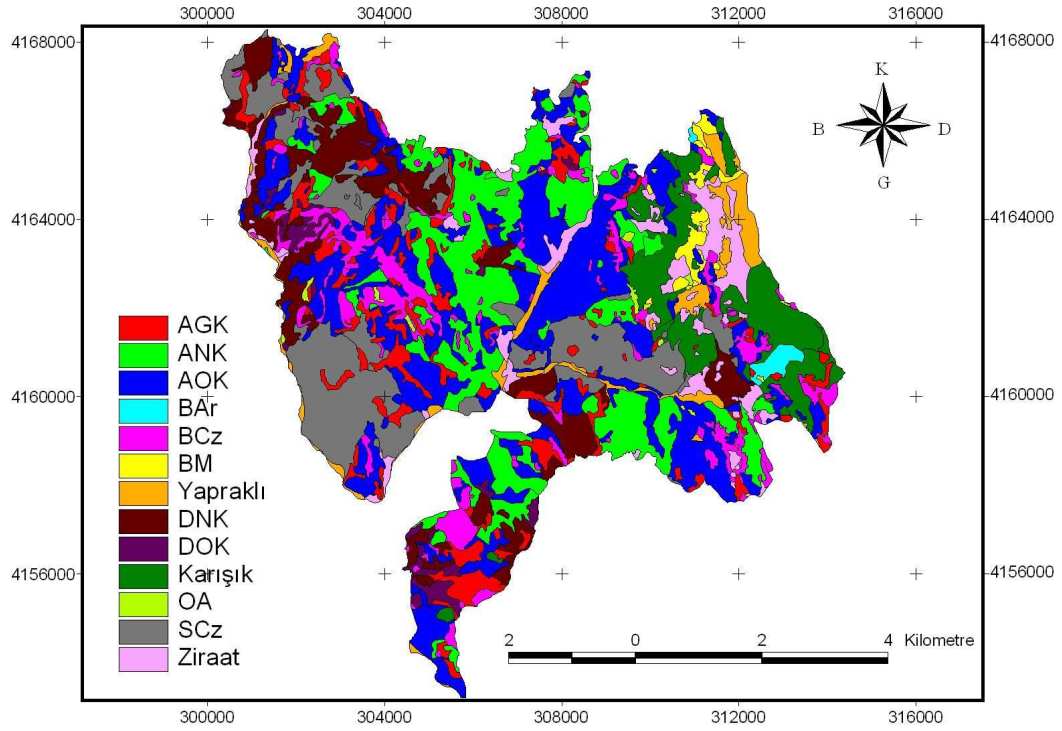 300000 304000 308000 312000 316000
4168000 4168000
K
B D
G
4164000 4164000
AGK
ANK
AOK
BAr
BCz
BM
Yapraklı
DNK
DOK
Karışık
OA
SCz
Ziraat
4160000 4160000
4156000 4156000
2 0 2 4 Kilometre
300000 304000 308000 312000 316000